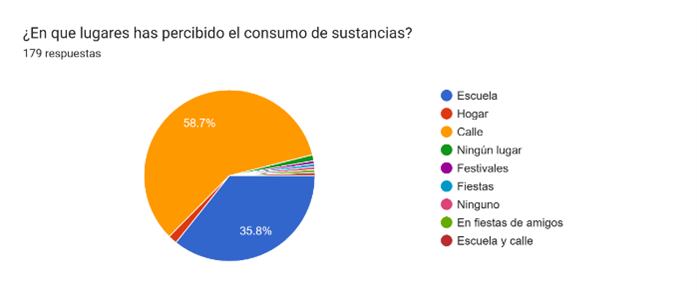 ¿En que lugares has percibido el consumo de sustancias?
179 respuestas
58.7%
35.8%
Escuela
Hogar
Calle
Ningún lugar
Festivales
Fiestas
Ninguno
En fiestas de amigos
Escuela y calle